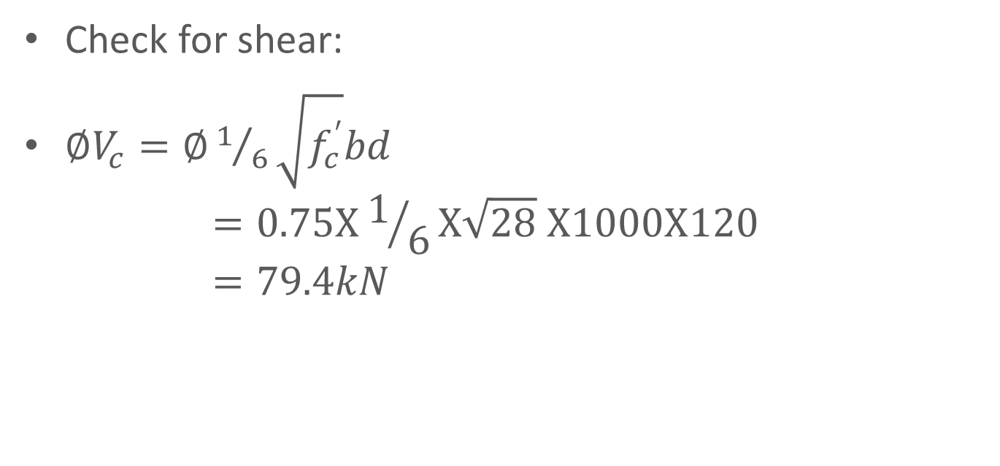 • Check for shear:
• ∅V_c = ∅ 1/6 √f_c′ bd
= 0.75X 1/6 X√28 X1000X120
= 79.4kN